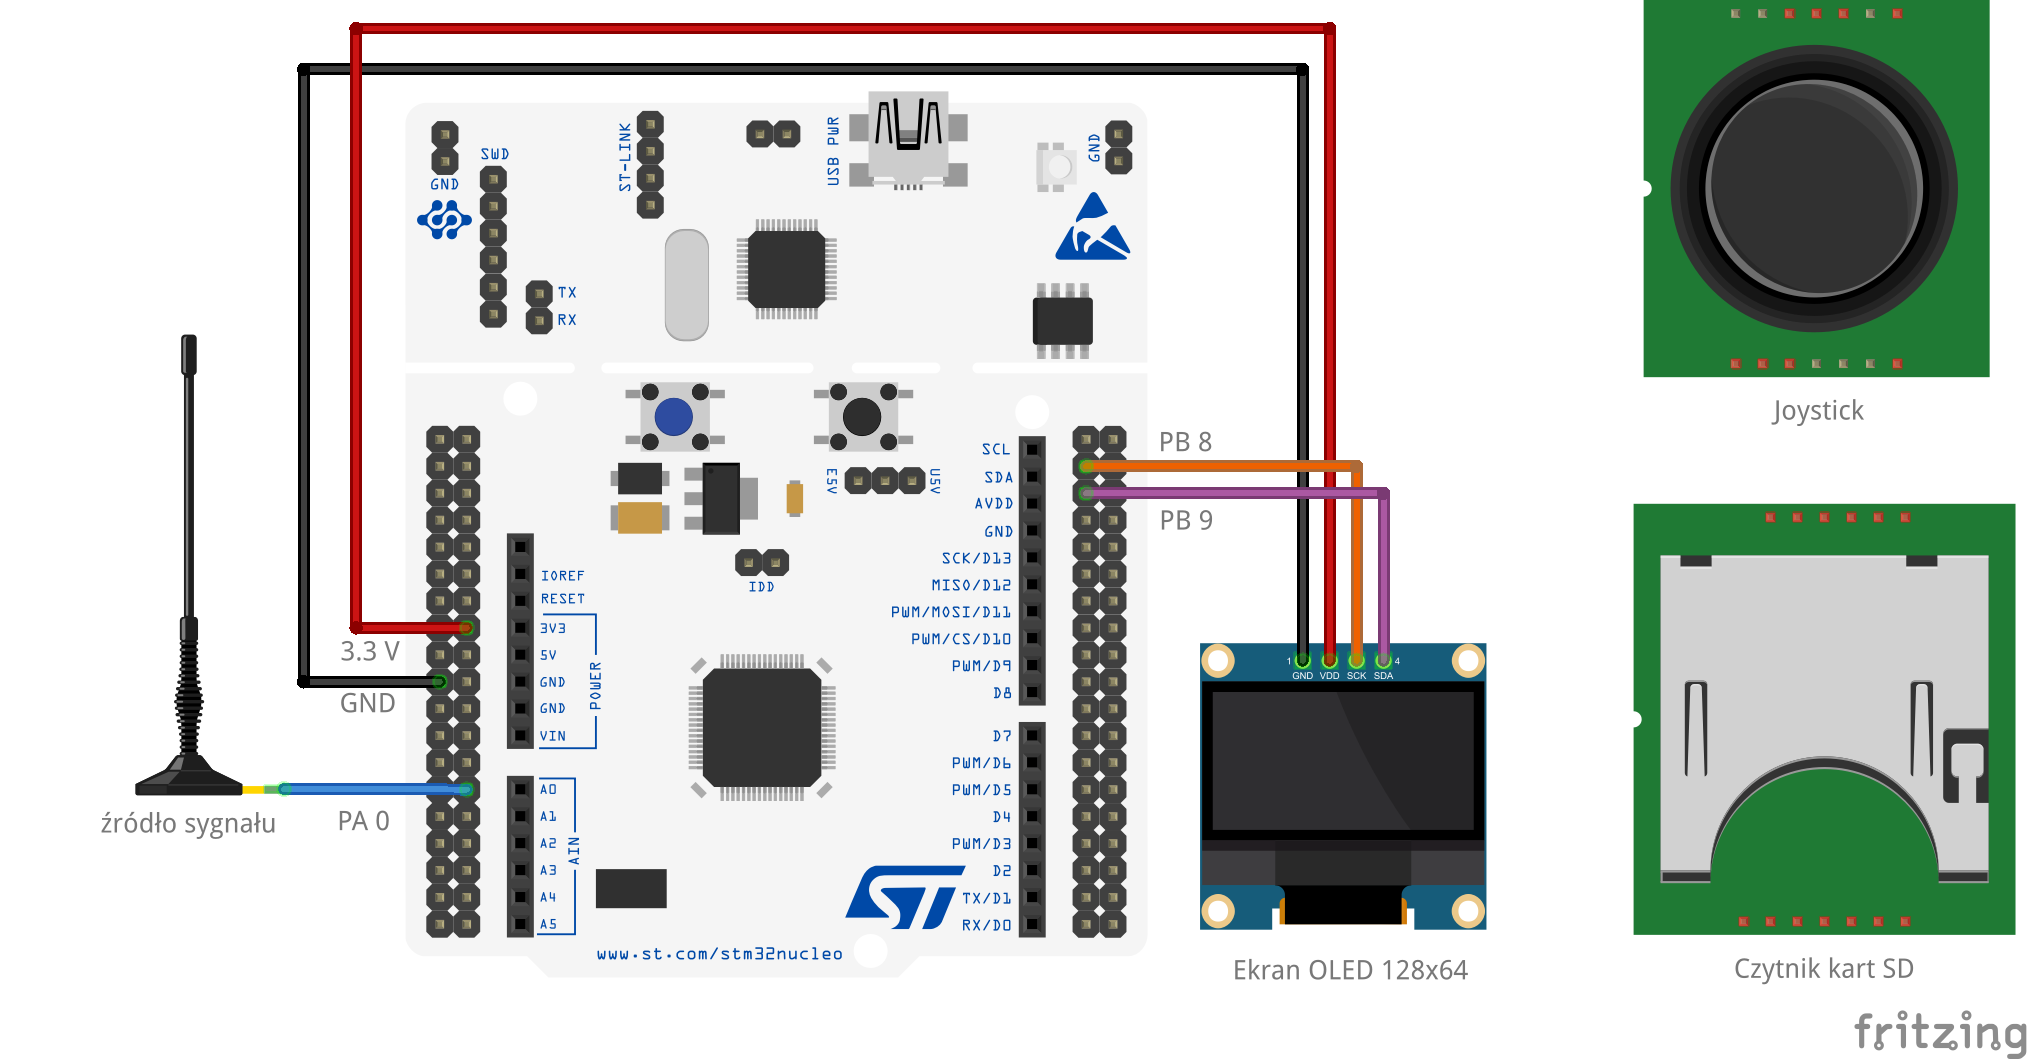 SWD
GND
TX
RX
ST-LINK
USB PWR
GND
E5V
U5V
IDD
IOREF
RESET
3V3
5V
GND
GND
VIN
POWER
A0
A1
A2
A3
A4
A5
AIN
SCL
SDA
AVDD
GND
SCK/D13
MISO/D12
PWM/MOSI/D11
PWM/CS/D10
PWM/D9
D8
D7
PWM/D6
PWM/D5
D4
PWM/D3
D2
TX/D1
RX/D0
ST
www.st.com/stm32nucleo
3.3 V
GND
PA 0
źródło sygnału
PB 8
PB 9
1 4
GND VDD SCK SDA
Ekran OLED 128x64
Joystick
Czytnik kart SD
fritzing